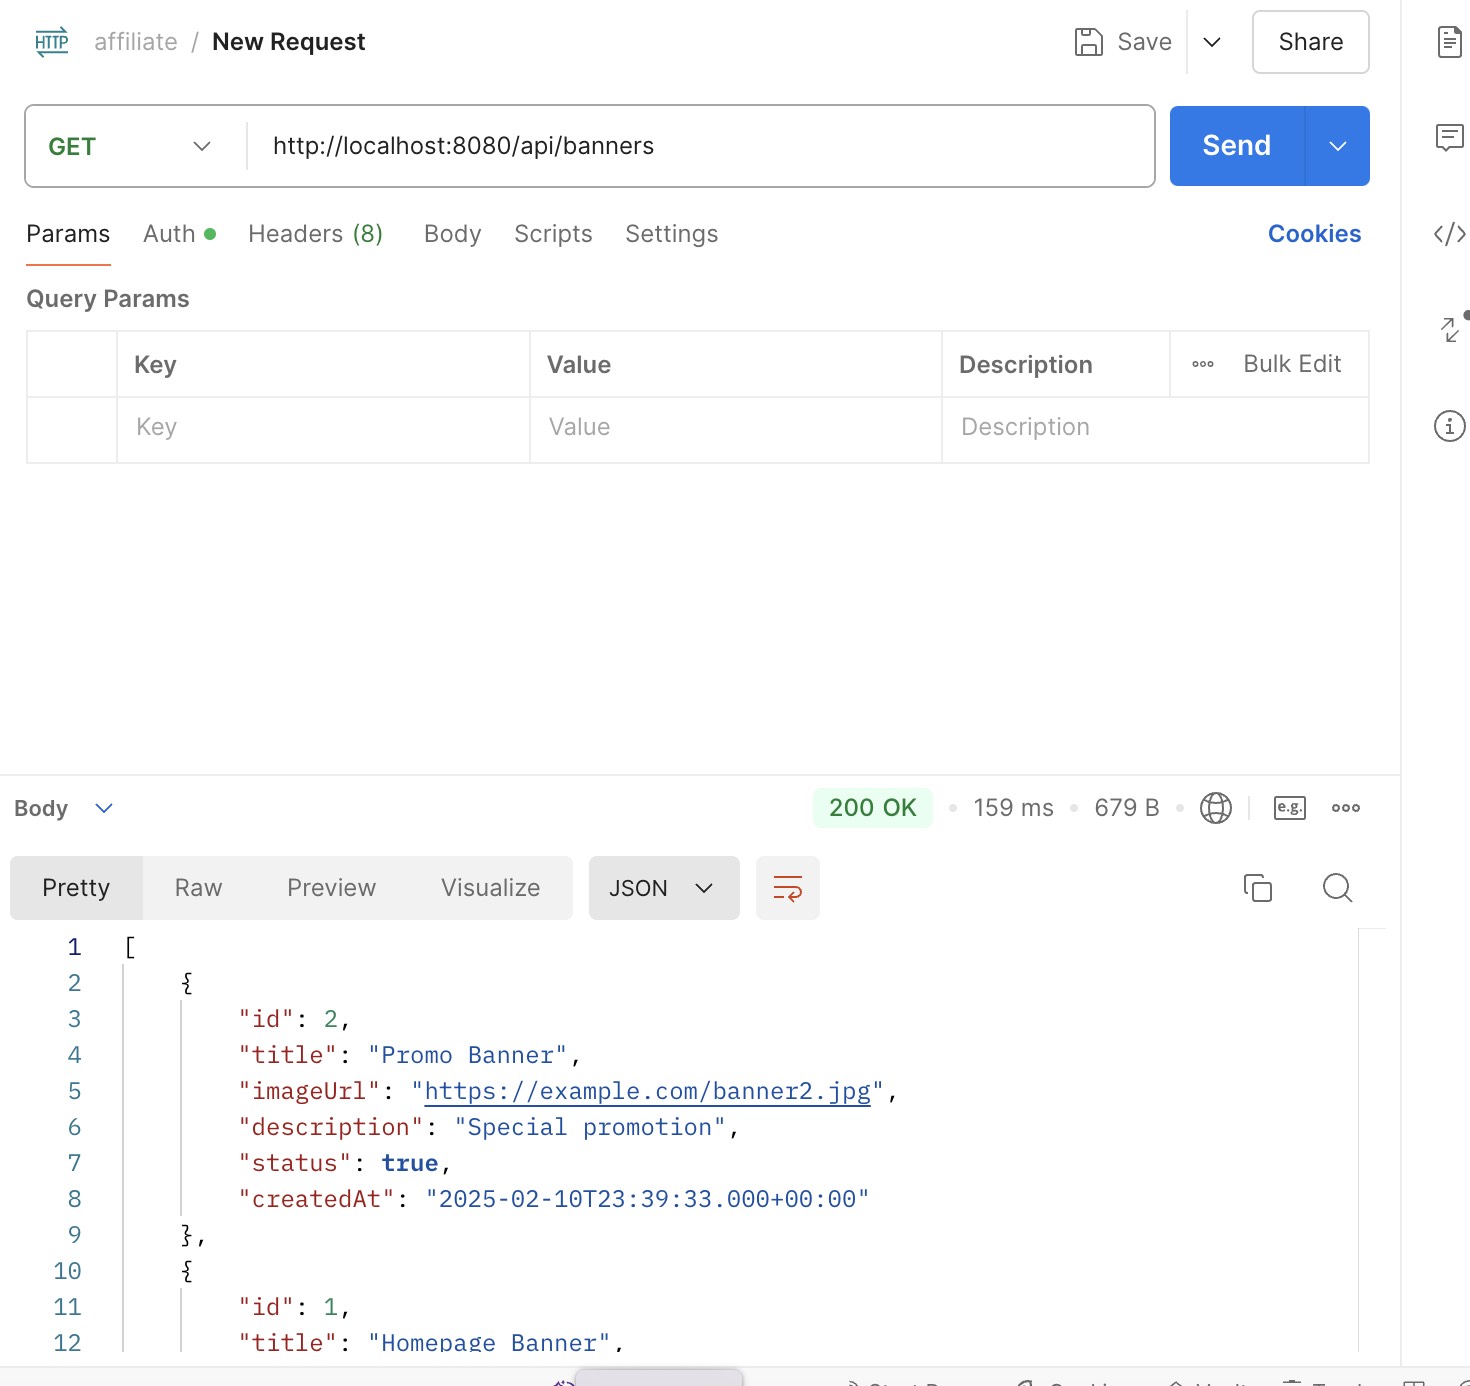 HTTP affiliate / New Request Save Share
GET http://localhost:8080/api/banners Send
Params Auth Headers (8) Body Scripts Settings Cookies
Query Params
Key Value Description Bulk Edit
Key Value Description
Body 200 OK 159 ms 679 B e.g.
Pretty Raw Preview Visualize JSON
1 [
2 {
3 "id": 2,
4 "title": "Promo Banner",
5 "imageUrl": "https://example.com/banner2.jpg",
6 "description": "Special promotion",
7 "status": true,
8 "createdAt": "2025-02-10T23:39:33.000+00:00"
9 },
10 {
11 "id": 1,
12 "title": "Homepage Banner",